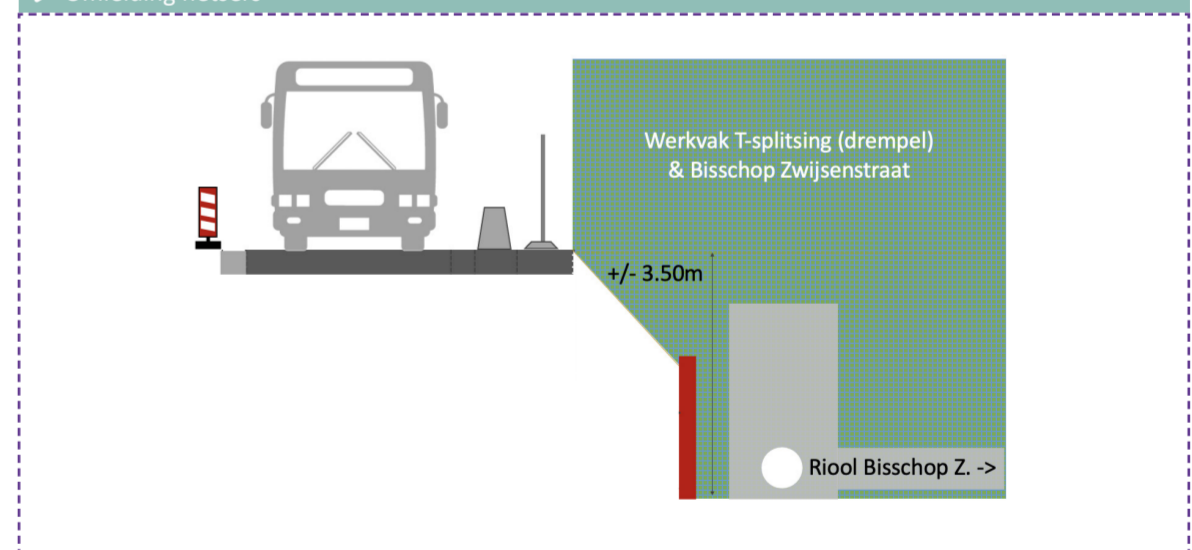 Werkvak T-splitsing (drempel)
& Bisschop Zwijsenstraat
+/- 3.50m
Riool Bisschop Z. ->